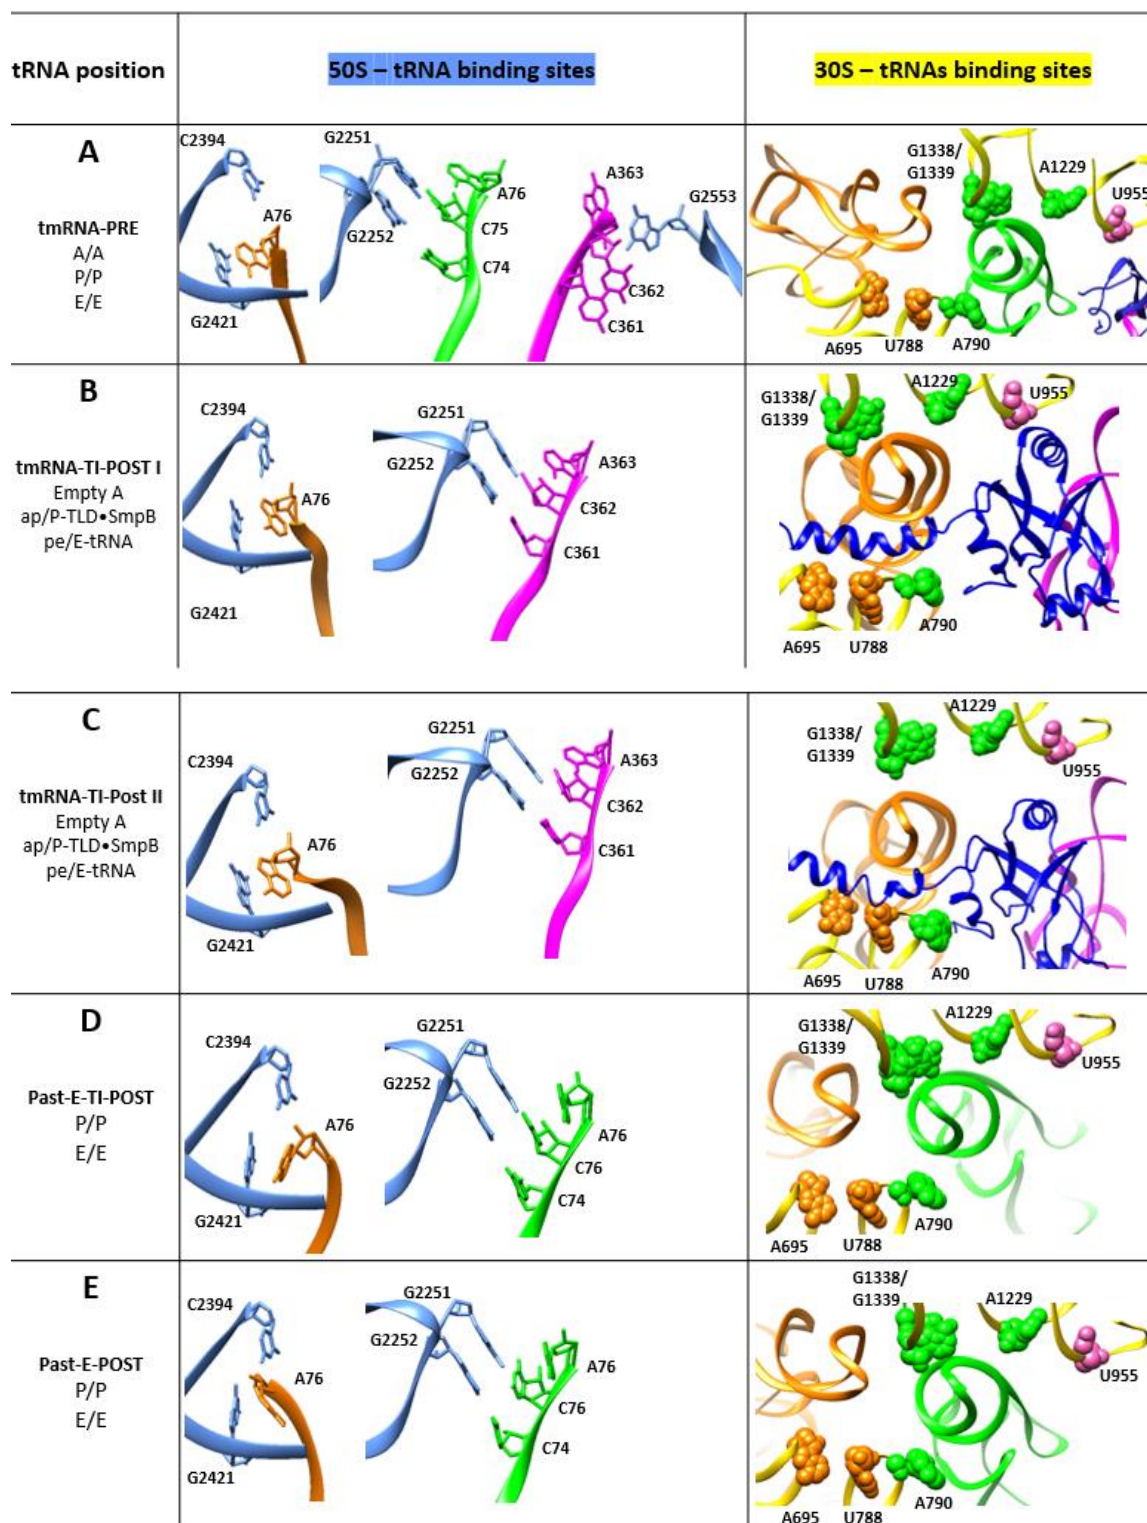 tRNA position
50S – tRNA binding sites
30S – tRNAs binding sites
A
tmRNA-PRE
A/A
P/P
E/E
C2394
A76
G2421
G2251
G2252
A76
C75
C74
A363
G2553
C362
C361
G1338/
G1339
A1229
U955
A695
U788
A790
B
tmRNA-TI-POST I
Empty A
ap/P-TLD•SmpB
pe/E-tRNA
C2394
A76
G2421
G2251
G2252
A363
C362
C361
G1338/
G1339
A1229
U955
A790
A695
U788
C
tmRNA-TI-Post II
Empty A
ap/P-TLD•SmpB
pe/E-tRNA
C2394
A76
G2421
G2251
G2252
A363
C362
C361
A1229
G1338/
G1339
U955
A695
U788
A790
D
Past-E-TI-POST
P/P
E/E
C2394
A76
G2421
G2251
G2252
A76
C76
C74
A1229
G1338/
G1339
U955
A695
U788
A790
E
Past-E-POST
P/P
E/E
C2394
A76
G2421
G2251
G2252
A76
C76
C74
G1338/
G1339
A1229
U955
A695
U788
A790